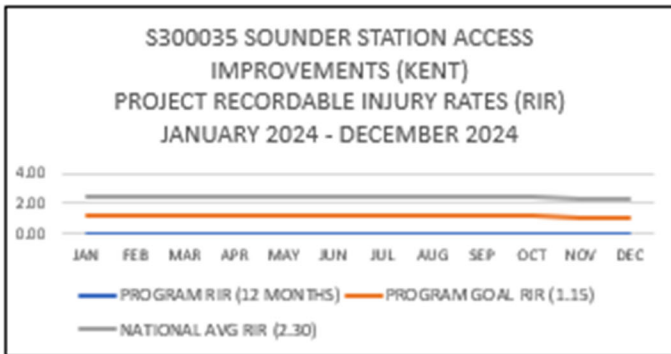 S300035 SOUNDER STATION ACCESS
IMPROVEMENTS (KENT)
PROJECT RECORDABLE INJURY RATES (RIR)
JANUARY 2024 - DECEMBER 2024
4.00
2.00
0.00
JAN FEB MAR APR MAY JUN JUL AUG SEP OCT NOV DEC
PROGRAM RIR (12 MONTHS) PROGRAM GOAL RIR (1.15)
NATIONAL AVG RIR (2.30)